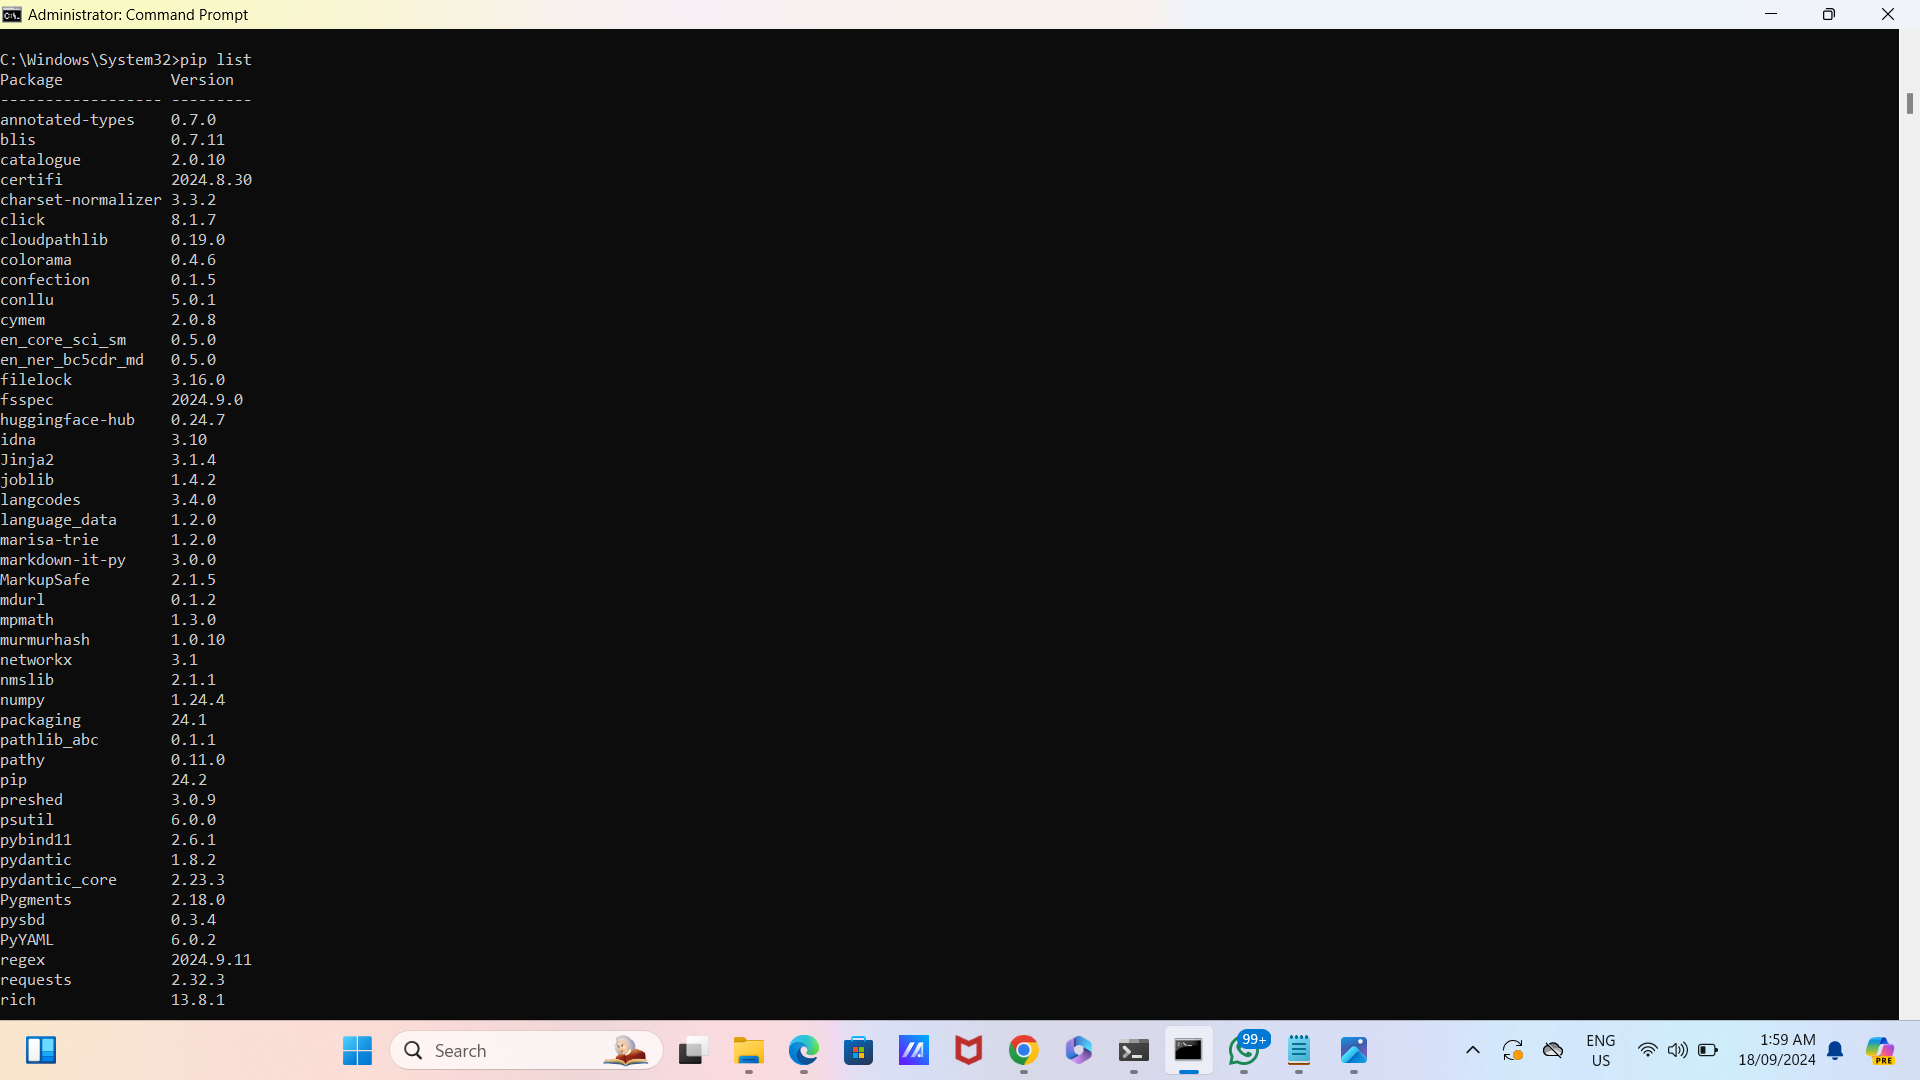 Administrator: Command Prompt
C:\Windows\System32>pip list
Package            Version
------------------ ---------
annotated-types    0.7.0
blis               0.7.11
catalogue          2.0.10
certifi            2024.8.30
charset-normalizer 3.3.2
click              8.1.7
cloudpathlib       0.19.0
colorama           0.4.6
confection         0.1.5
conllu             5.0.1
cymem              2.0.8
en_core_sci_sm     0.5.0
en_ner_bc5cdr_md   0.5.0
filelock           3.16.0
fsspec             2024.9.0
huggingface-hub    0.24.7
idna               3.10
Jinja2             3.1.4
joblib             1.4.2
langcodes          3.4.0
language_data      1.2.0
marisa-trie        1.2.0
markdown-it-py     3.0.0
MarkupSafe         2.1.5
mdurl              0.1.2
mpmath             1.3.0
murmurhash         1.0.10
networkx           3.1
nmslib             2.1.1
numpy              1.24.4
packaging          24.1
pathlib_abc        0.1.1
pathy              0.11.0
pip                24.2
preshed            3.0.9
psutil             6.0.0
pybind11           2.6.1
pydantic           1.8.2
pydantic_core      2.23.3
Pygments           2.18.0
pysbd              0.3.4
PyYAML             6.0.2
regex              2024.9.11
requests           2.32.3
rich               13.8.1
Search
99+
ENG
US
1:59 AM
18/09/2024
PRE